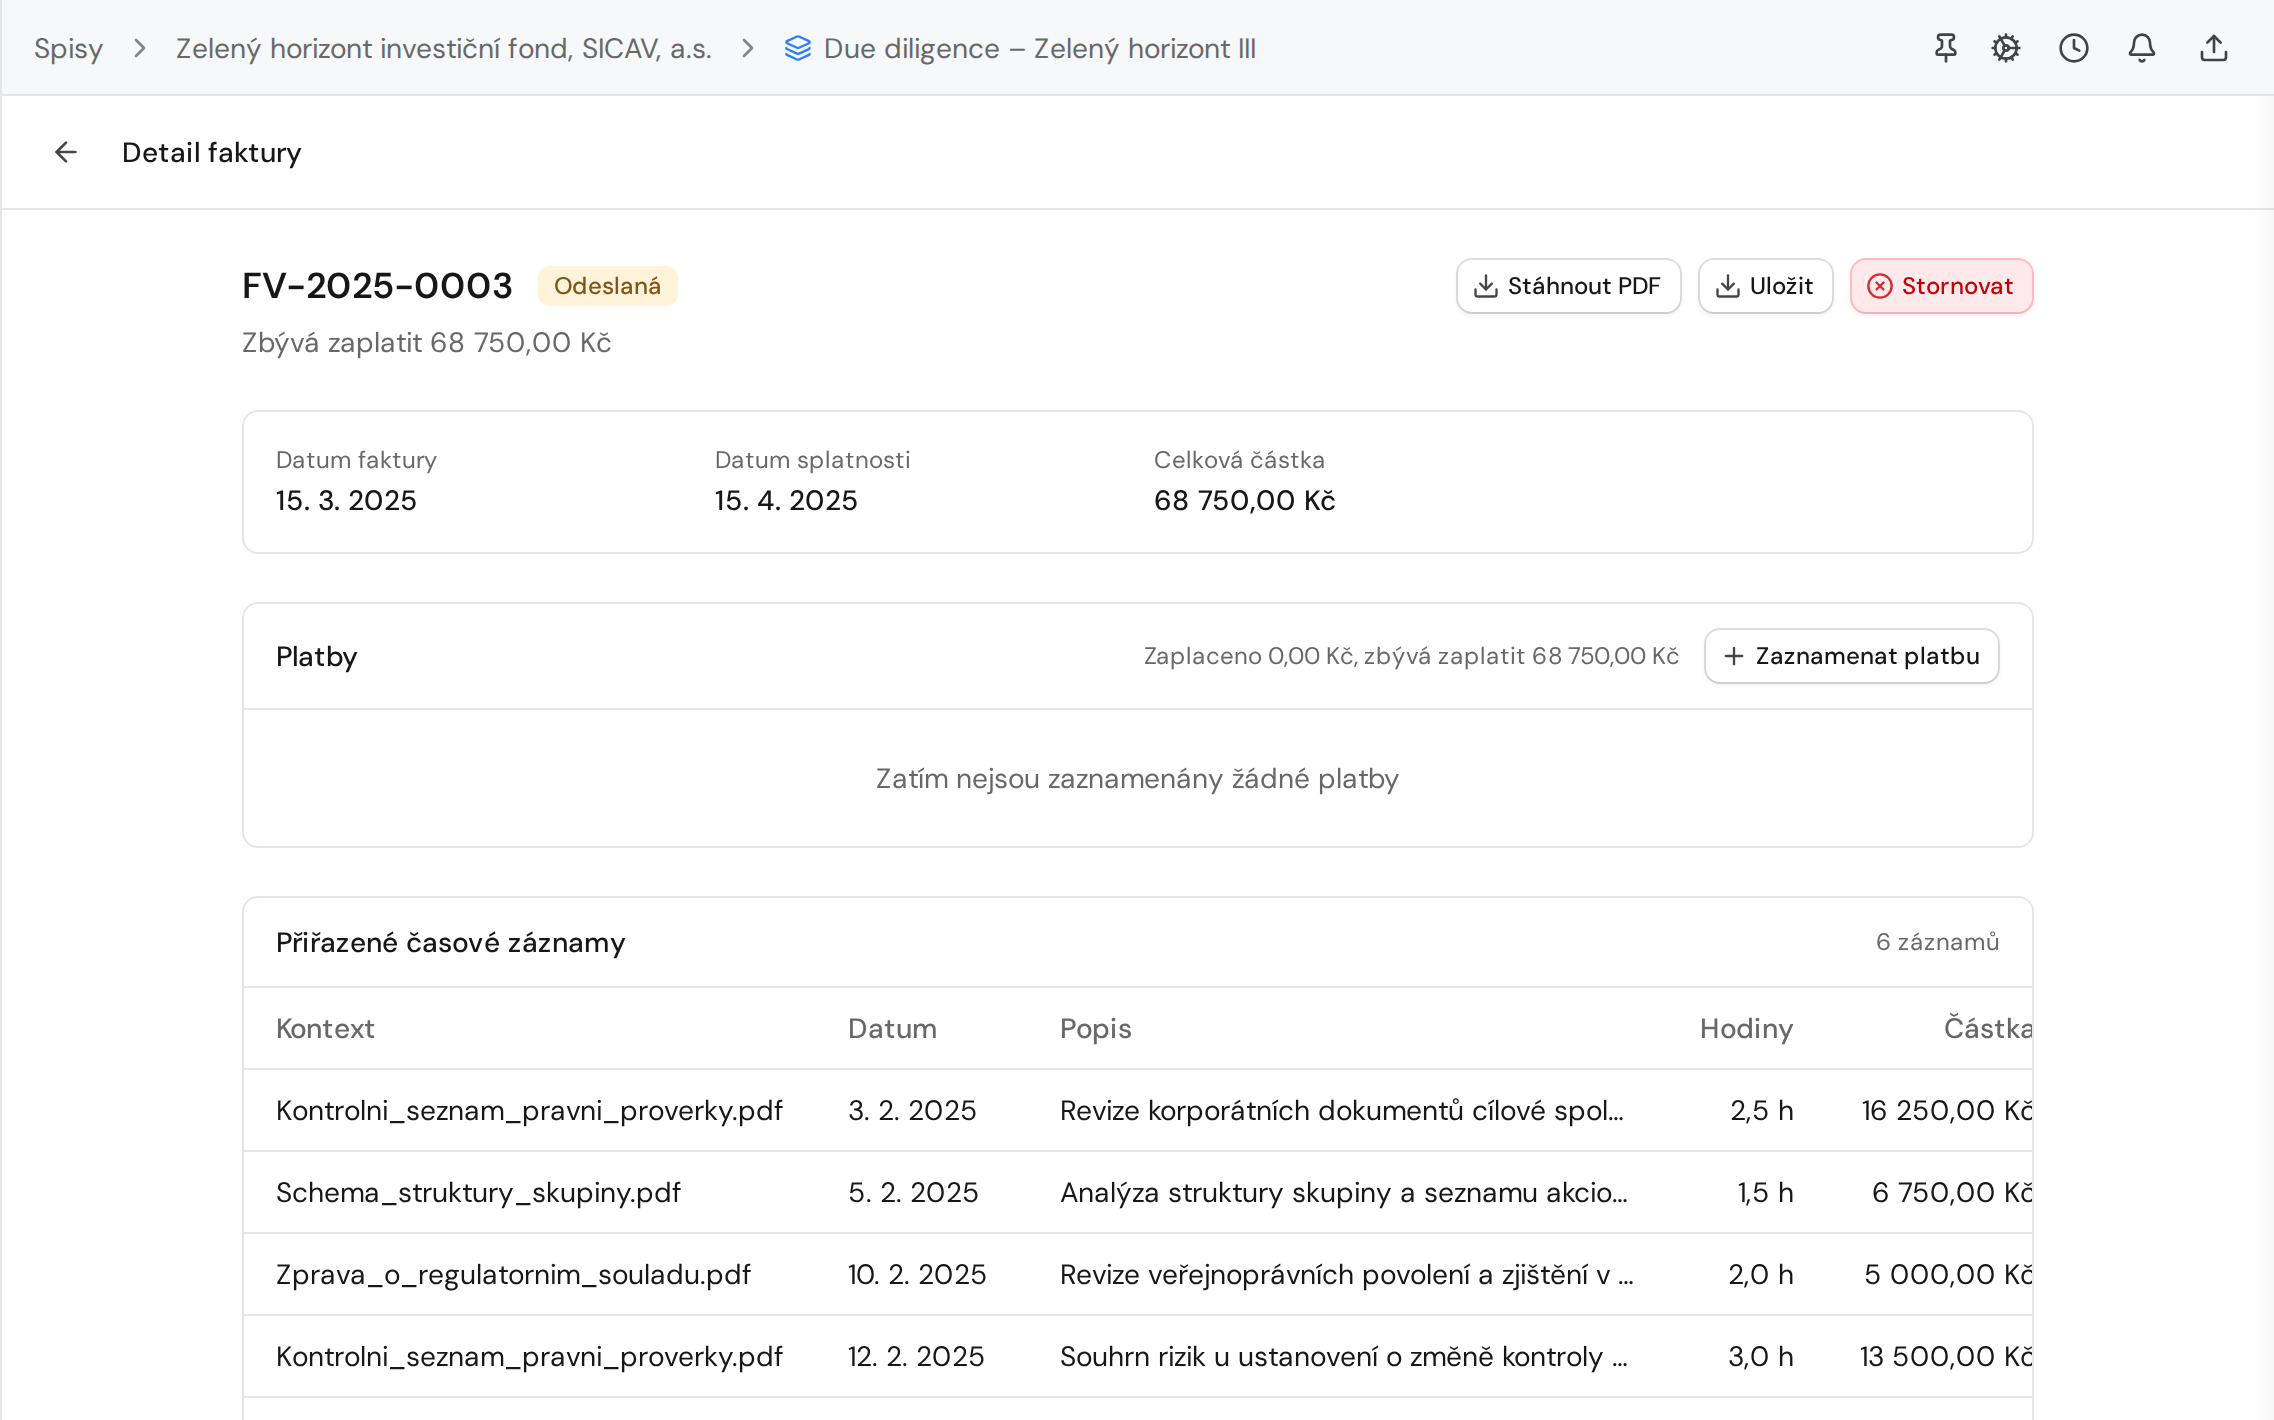 Spisy
Zelený horizont investiční fond, SICAV, a.s.
Due diligence – Zelený horizont III
Detail faktury
FV-2025-0003
Odeslaná
Stáhnout PDF
Uložit
Stornovat
Zbývá zaplatit 68 750,00 Kč
Datum faktury
Datum splatnosti
Celková částka
15. 3. 2025
15. 4. 2025
68 750,00 Kč
Platby
Zaplaceno 0,00 Kč, zbývá zaplatit 68 750,00 Kč
Zaznamenat platbu
Zatím nejsou zaznamenány žádné platby
Přiřazené časové záznamy
6 záznamů
Kontext Datum Popis Hodiny Částka
Kontrolni_seznam_pravni_proverky.pdf 3. 2. 2025 Revize korporátních dokumentů cílové spol... 2,5 h 16 250,00 Kč
Schema_struktury_skupiny.pdf 5. 2. 2025 Analýza struktury skupiny a seznamu akcio... 1,5 h 6 750,00 Kč
Zprava_o_regulatornim_souladu.pdf 10. 2. 2025 Revize veřejnoprávních povolení a zjištění v ... 2,0 h 5 000,00 Kč
Kontrolni_seznam_pravni_proverky.pdf 12. 2. 2025 Souhrn rizik u ustanovení o změně kontroly ... 3,0 h 13 500,00 Kč